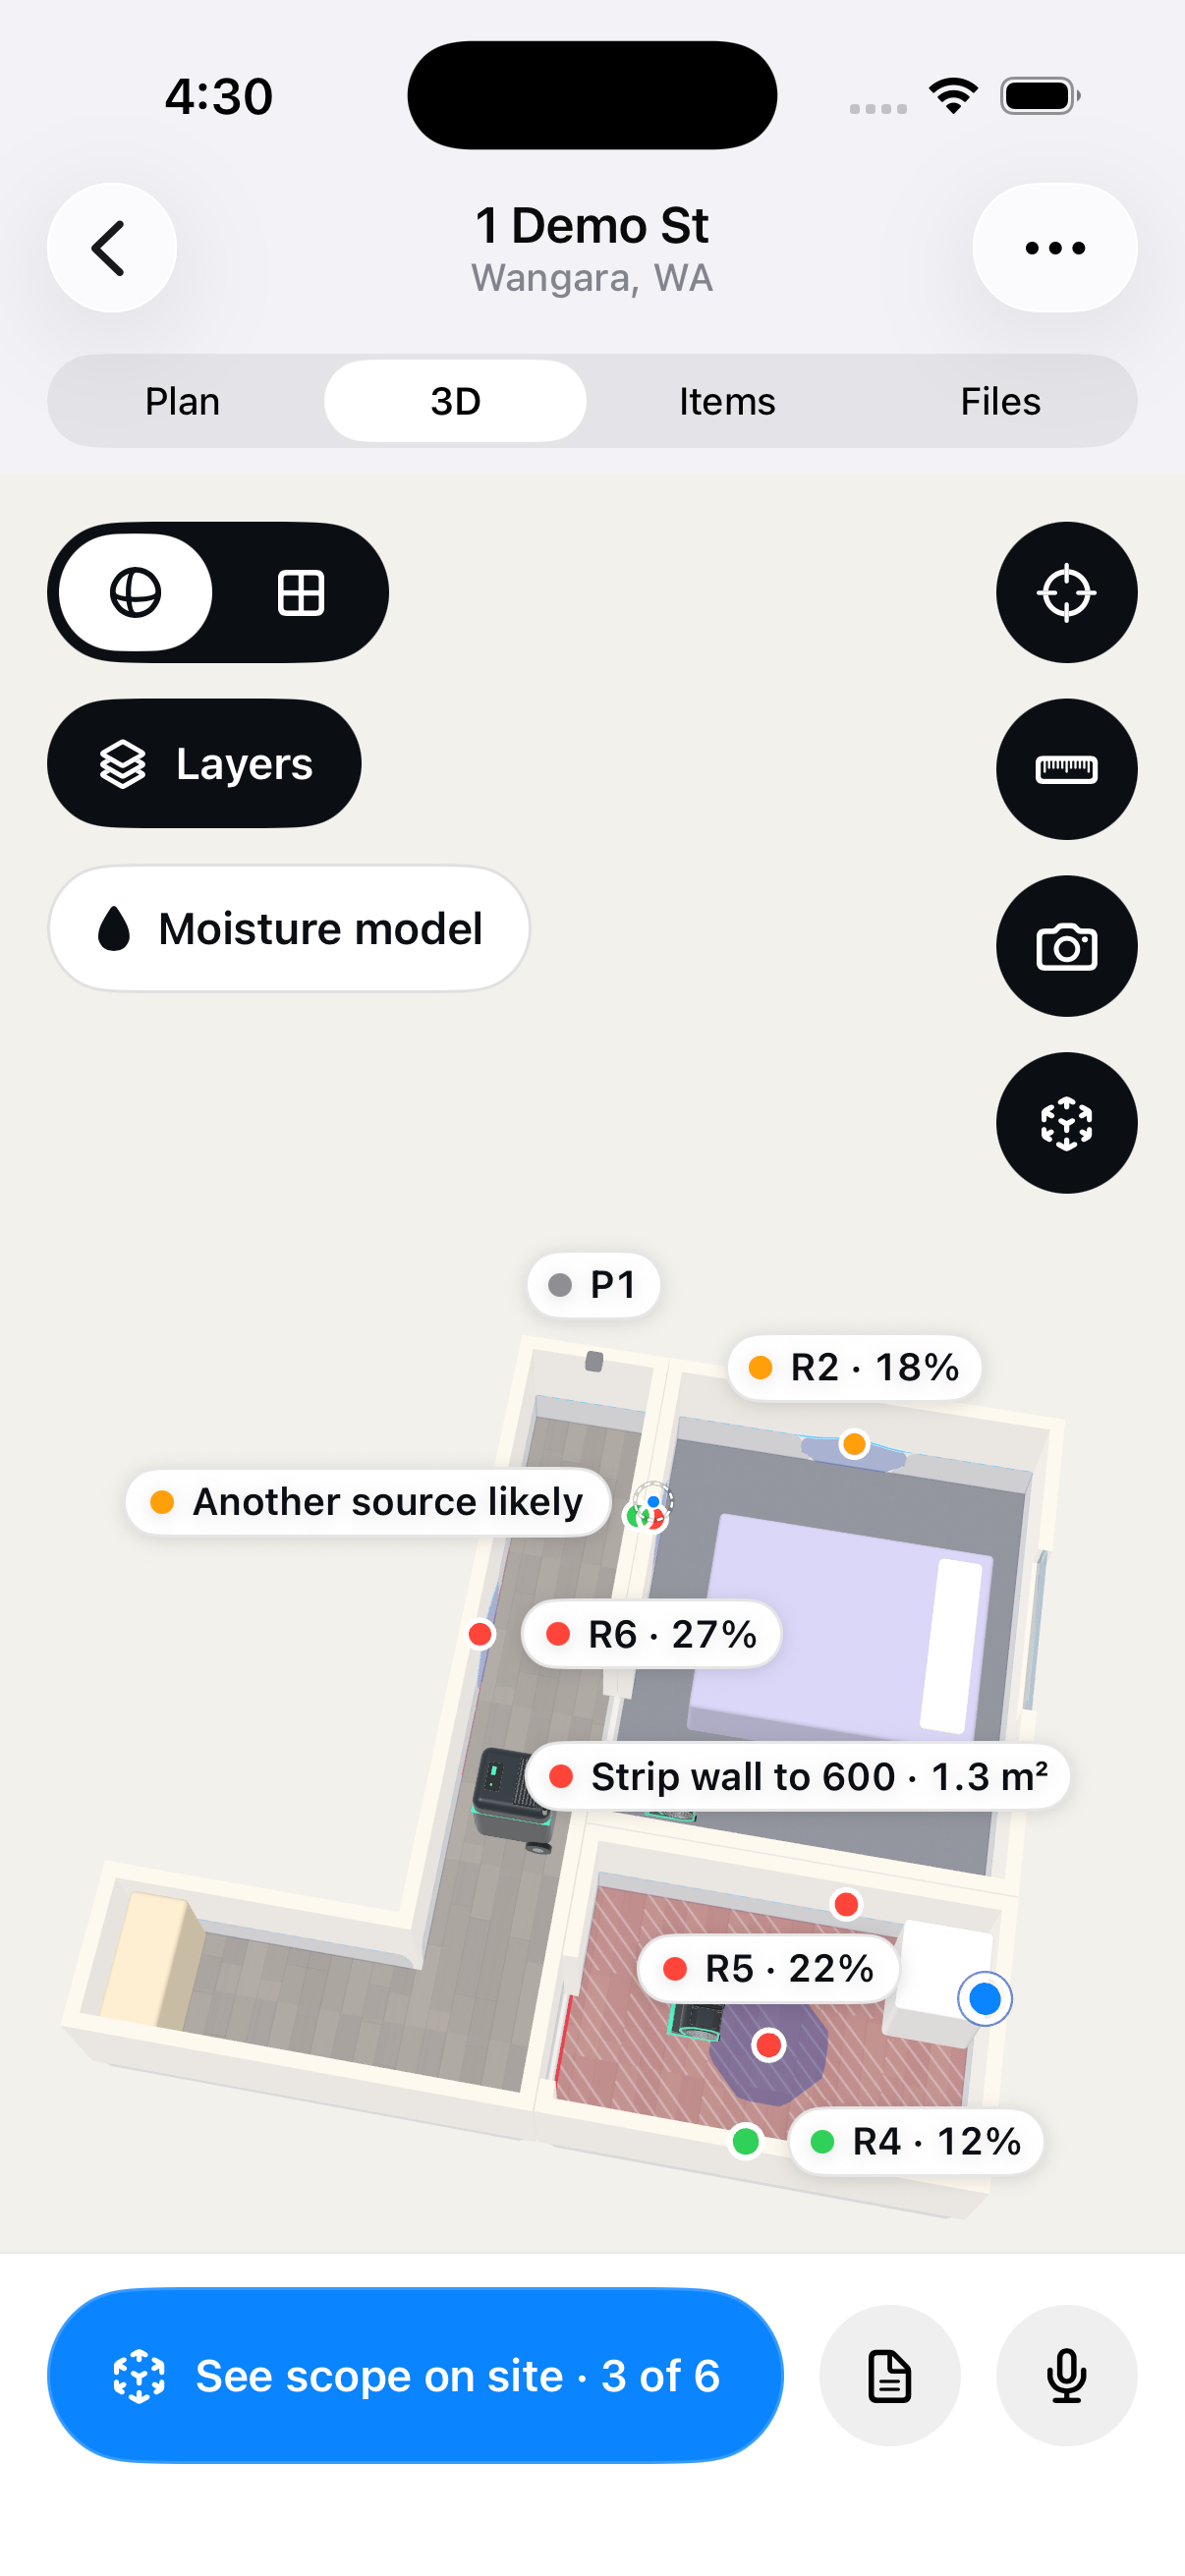 4:30
1 Demo St
Wangara, WA
Plan
3D
Items
Files
Layers
Moisture model
P1
R2 · 18%
Another source likely
R6 · 27%
Strip wall to 600 · 1.3 m²
R5 · 22%
R4 · 12%
See scope on site · 3 of 6